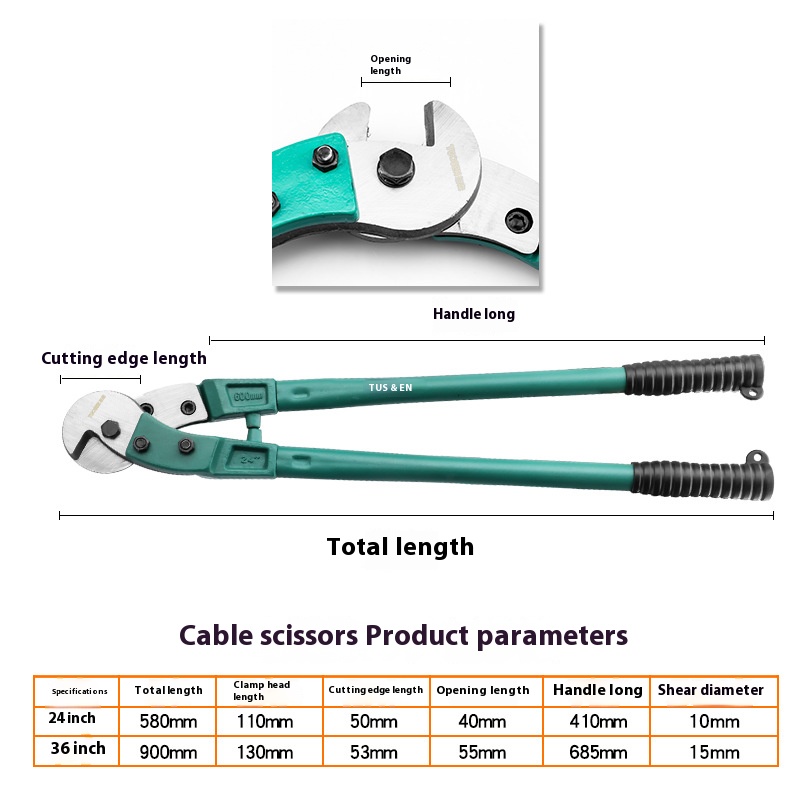 Opening
length
Handle long
Cutting edge length
TUS & EN
600mm
24"
Total length
Cable scissors Product parameters
Specifications Total length Clamp head length Cutting edge length Opening length Handle long Shear diameter
24 inch 580mm 110mm 50mm 40mm 410mm 10mm
36 inch 900mm 130mm 53mm 55mm 685mm 15mm